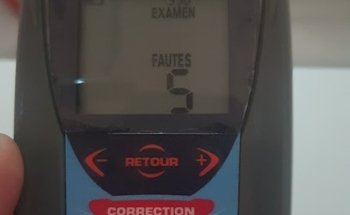 EXAMEN
FAUTES
5
- RETOUR +
CORRECTION